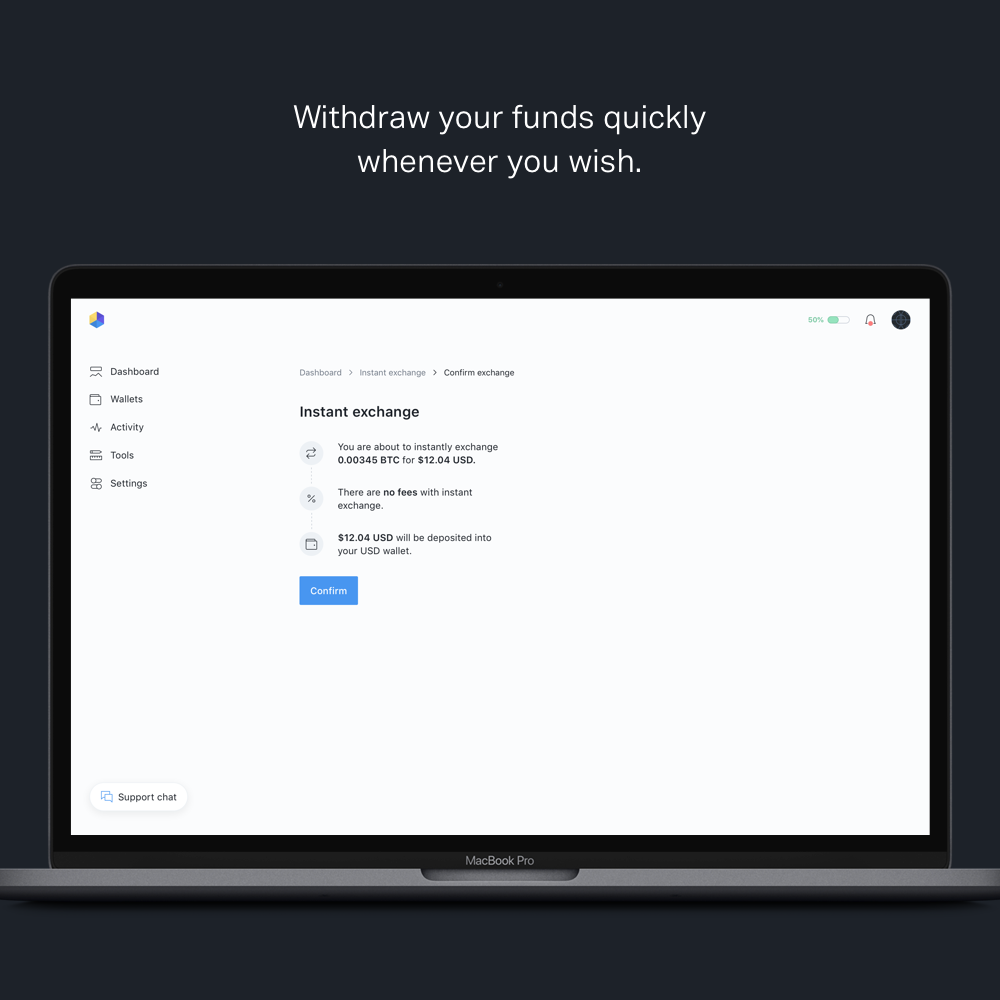 Withdraw your funds quickly
whenever you wish.
50%
Dashboard
Wallets
Activity
Tools
Settings
Dashboard > Instant exchange > Confirm exchange
Instant exchange
You are about to instantly exchange
0.00345 BTC for $12.04 USD.
There are no fees with instant
exchange.
$12.04 USD will be deposited into
your USD wallet.
Confirm
Support chat
MacBook Pro